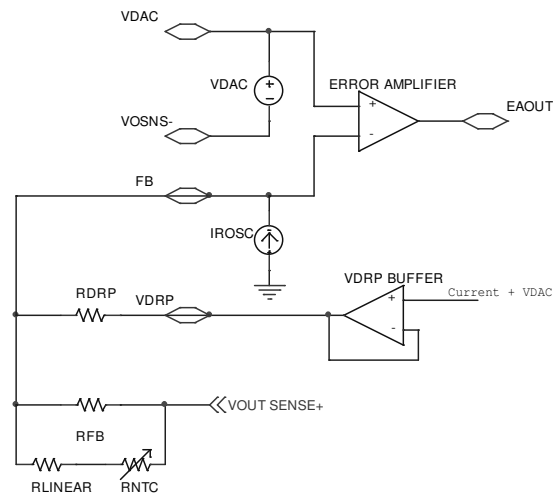 VDAC
VDAC
ERROR AMPLIFIER
EAOUT
VOSNS-
FB
IROSC
RDRP
VDRP
VDRP BUFFER
Current + VDAC
VOUT SENSE+
RFB
RLINEAR
RNTC